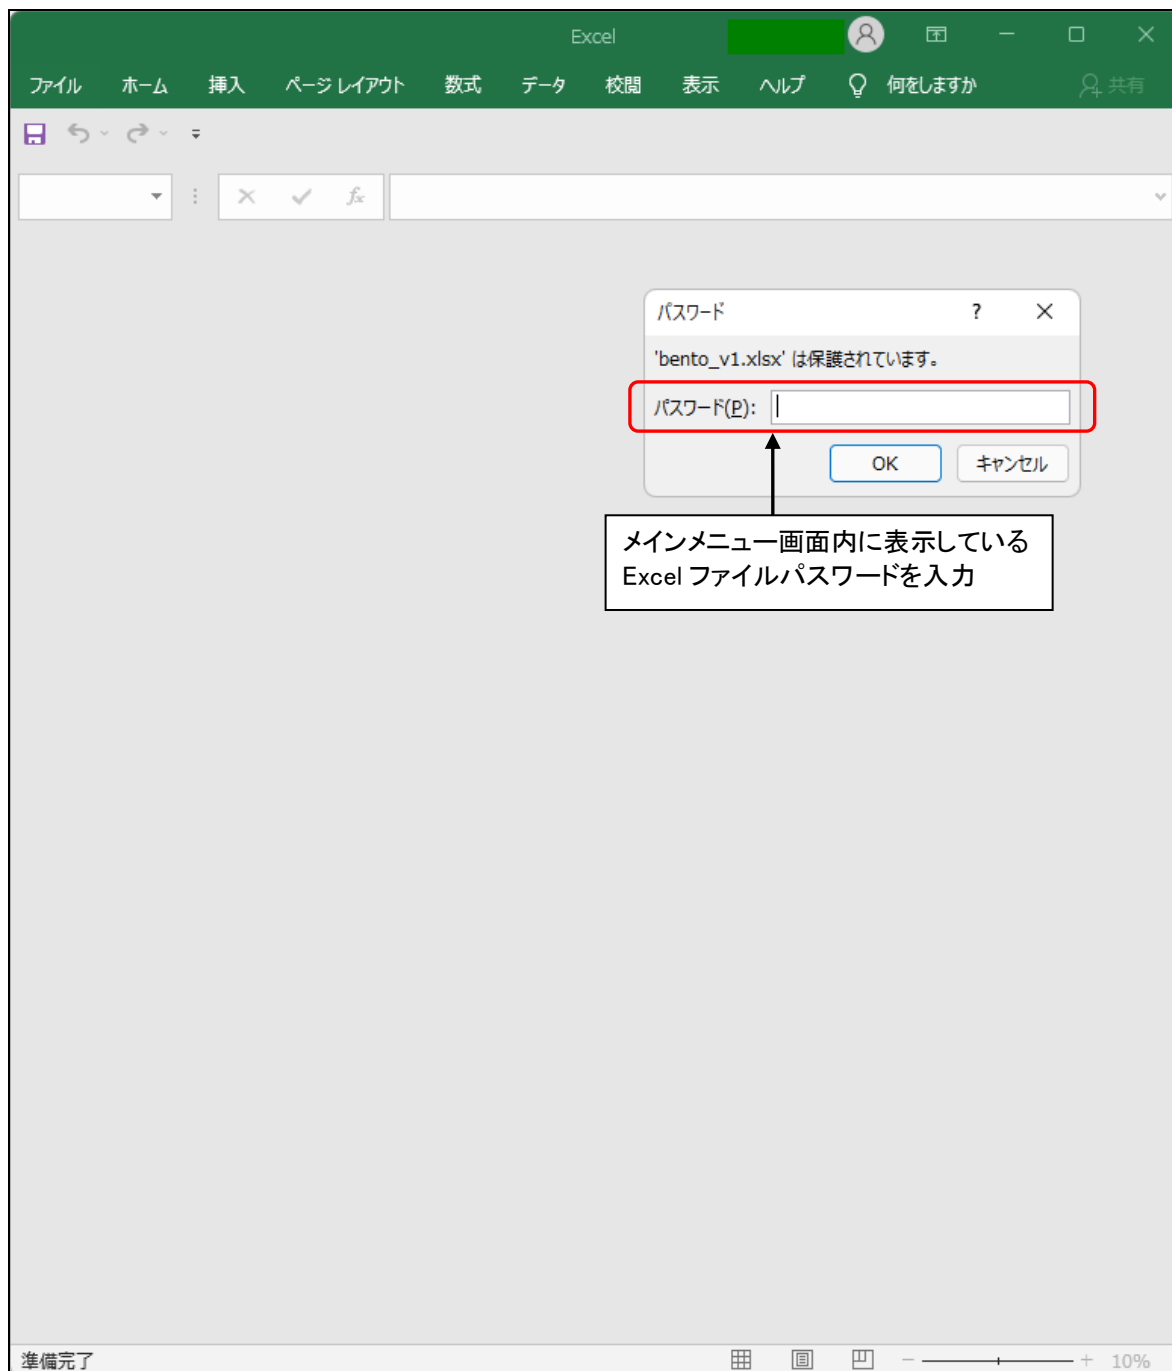 Excel
ファイル ホーム 挿入 ページ レイアウト 数式 データ 校閲 表示 ヘルプ 何をしますか 共有
fx
パスワード ?
'bento_v1.xlsx' は保護されています。
パスワード(P):
OK キャンセル
メインメニュー画面内に表示している
Excel ファイルパスワードを入力
準備完了 10%